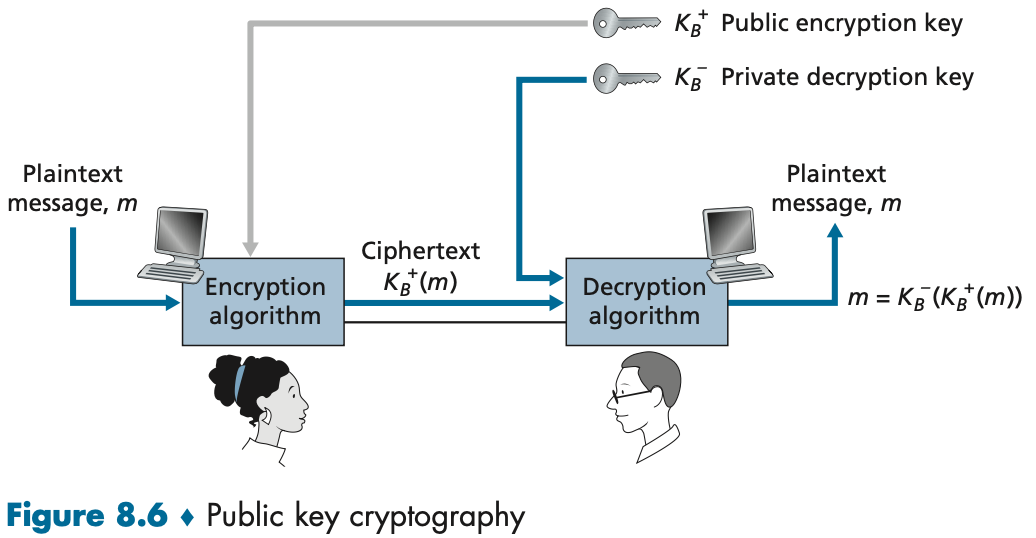 K_B^+ Public encryption key
K_B^- Private decryption key
Plaintext
message, m
Plaintext
message, m
Ciphertext
K_B^+(m)
Encryption
algorithm
Decryption
algorithm
m = K_B^-(K_B^+(m))
Figure 8.6 ♦ Public key cryptography